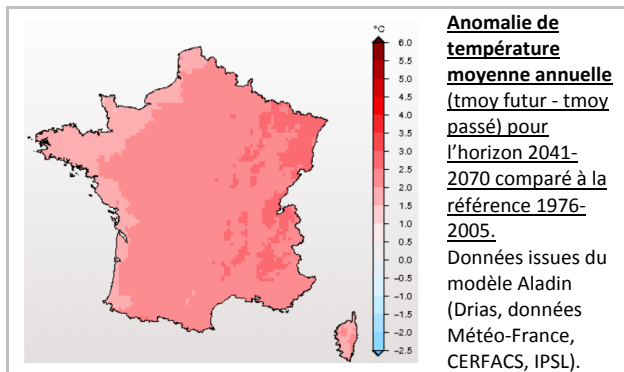 °C
6.0
5.5
5.0
4.5
4.0
3.5
3.0
2.5
2.0
1.5
1.0
0.5
0.0
−0.5
−1.0
−1.5
−2.0
−2.5
Anomalie de
température
moyenne annuelle
(tmoy futur - tmoy
passé) pour
l’horizon 2041-
2070 comparé à la
référence 1976-
2005.
Données issues du
modèle Aladin
(Drias, données
Météo-France,
CERFACS, IPSL).